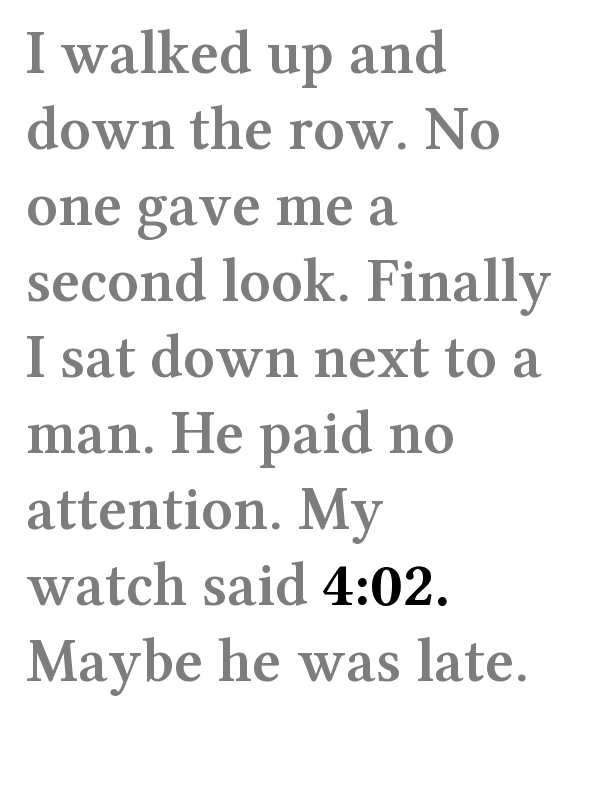 I walked up and
down the row. No
one gave me a
second look. Finally
I sat down next to a
man. He paid no
attention. My
watch said 4:02.
Maybe he was late.